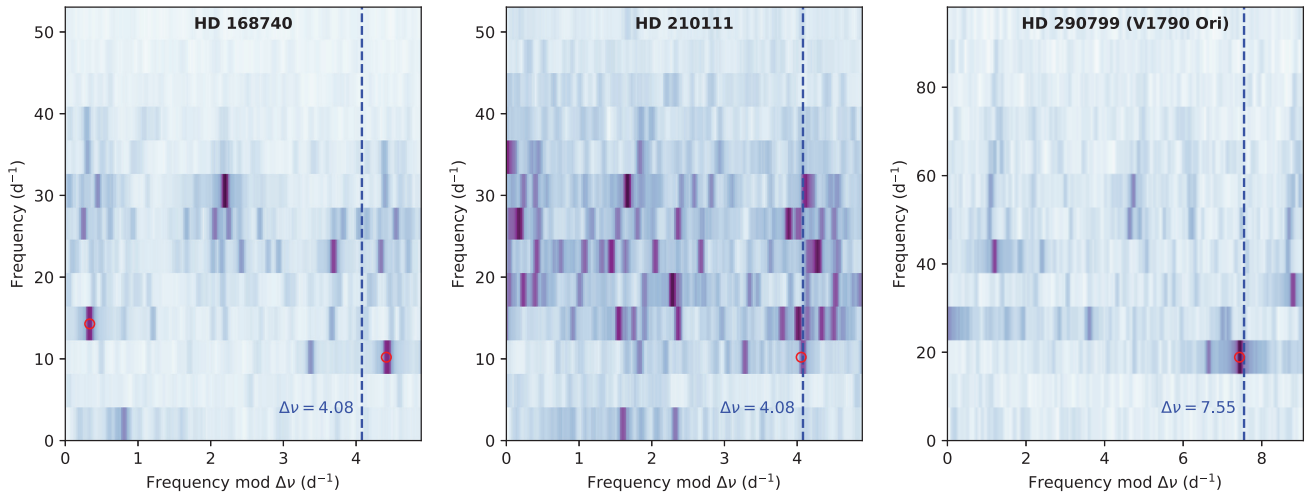 HD 168740
Frequency (d⁻¹)
50
40
30
20
10
0
Δν = 4.08
0 1 2 3 4
Frequency mod Δν (d⁻¹)
HD 210111
Frequency (d⁻¹)
50
40
30
20
10
0
Δν = 4.08
0 1 2 3 4
Frequency mod Δν (d⁻¹)
HD 290799 (V1790 Ori)
Frequency (d⁻¹)
80
60
40
20
0
Δν = 7.55
0 2 4 6 8
Frequency mod Δν (d⁻¹)